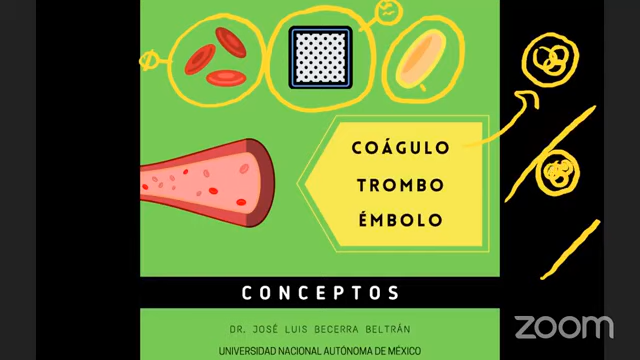 COÁGULO
TROMBO
ÉMBOLO
CONCEPTOS
DR. JOSÉ LUIS BECERRA BELTRÁN
UNIVERSIDAD NACIONAL AUTÓNOMA DE MÉXICO
zoom